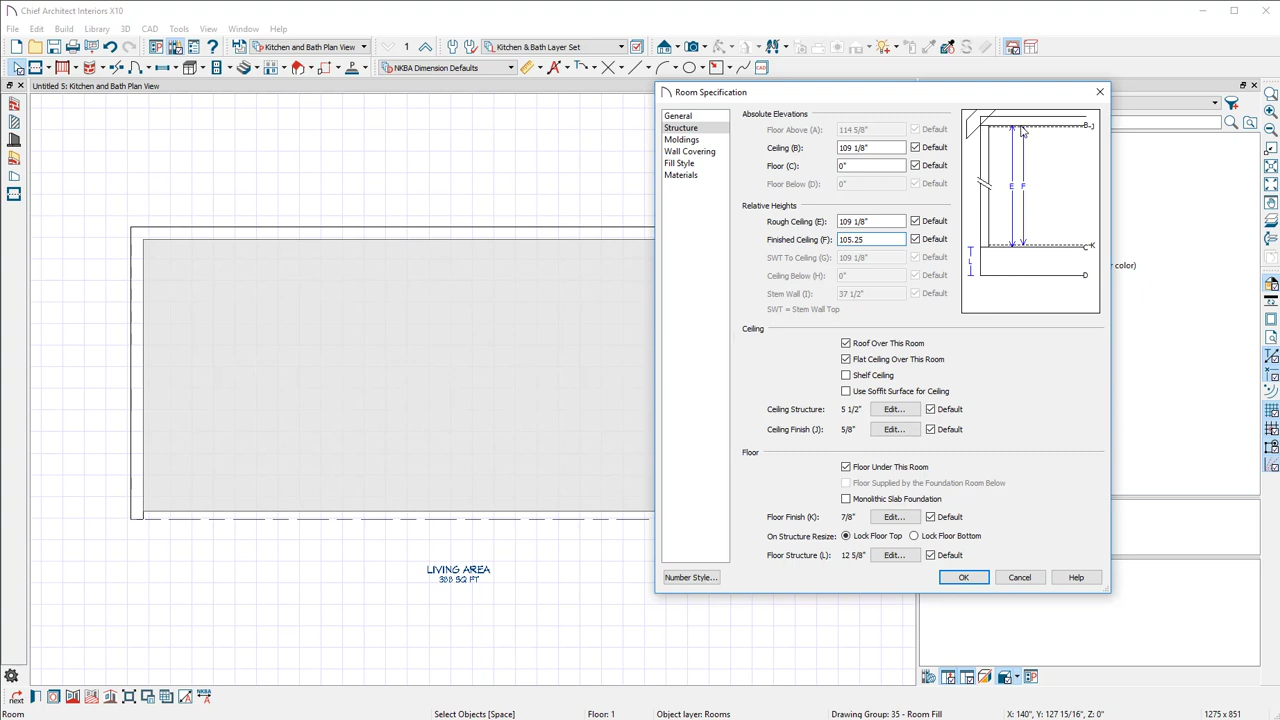 Chief Architect Interiors X10
File Edit Build Library 3D CAD Tools Series Window Help
Kitchen and Bath Plan View 1 Kitchen & Bath Layer Set
NKBA Dimension Defaults
Untitled 5: Kitchen and Bath Plan View
Room Specification
General
Structure
Moldings
Wall Covering
Fill Style
Materials
Absolute Elevations
Floor Above (A): 114 5/8" Default
Ceiling (B): 109 1/8" Default
Floor (C): 0" Default
Floor Below (D): 0" Default
Relative Heights
Rough Ceiling (E): 109 1/8" Default
Finished Ceiling (F): 105.25 Default
SWT To Ceiling (G): 109 1/8" Default
Ceiling Below (H): 0" Default
Stem Wall (I): 37 1/2" Default
SWT = Stem Wall Top
B J
E F
K
C
L
D
Ceiling
Roof Over This Room
Flat Ceiling Over This Room
Shelf Ceiling
Use Soffit Surface for Ceiling
Ceiling Structure: 5 1/2" Edit... Default
Ceiling Finish (J): 5/8" Edit... Default
Floor
Floor Under This Room
Floor Supplied by the Foundation Room Below
Monolithic Slab Foundation
Floor Finish (K): 7/8" Edit... Default
On Structure Resize: Lock Floor Top Lock Floor Bottom
Floor Structure (L): 12 5/8" Edit... Default
Number Style... OK Cancel Help
color)
LIVING AREA
next
NKBA
Room Select Objects [Space] Floor: 1 Object layer: Rooms Drawing Group: 35 - Room Fill X: 140", Y: 127 15/16", Z: 0" 1275 x 851